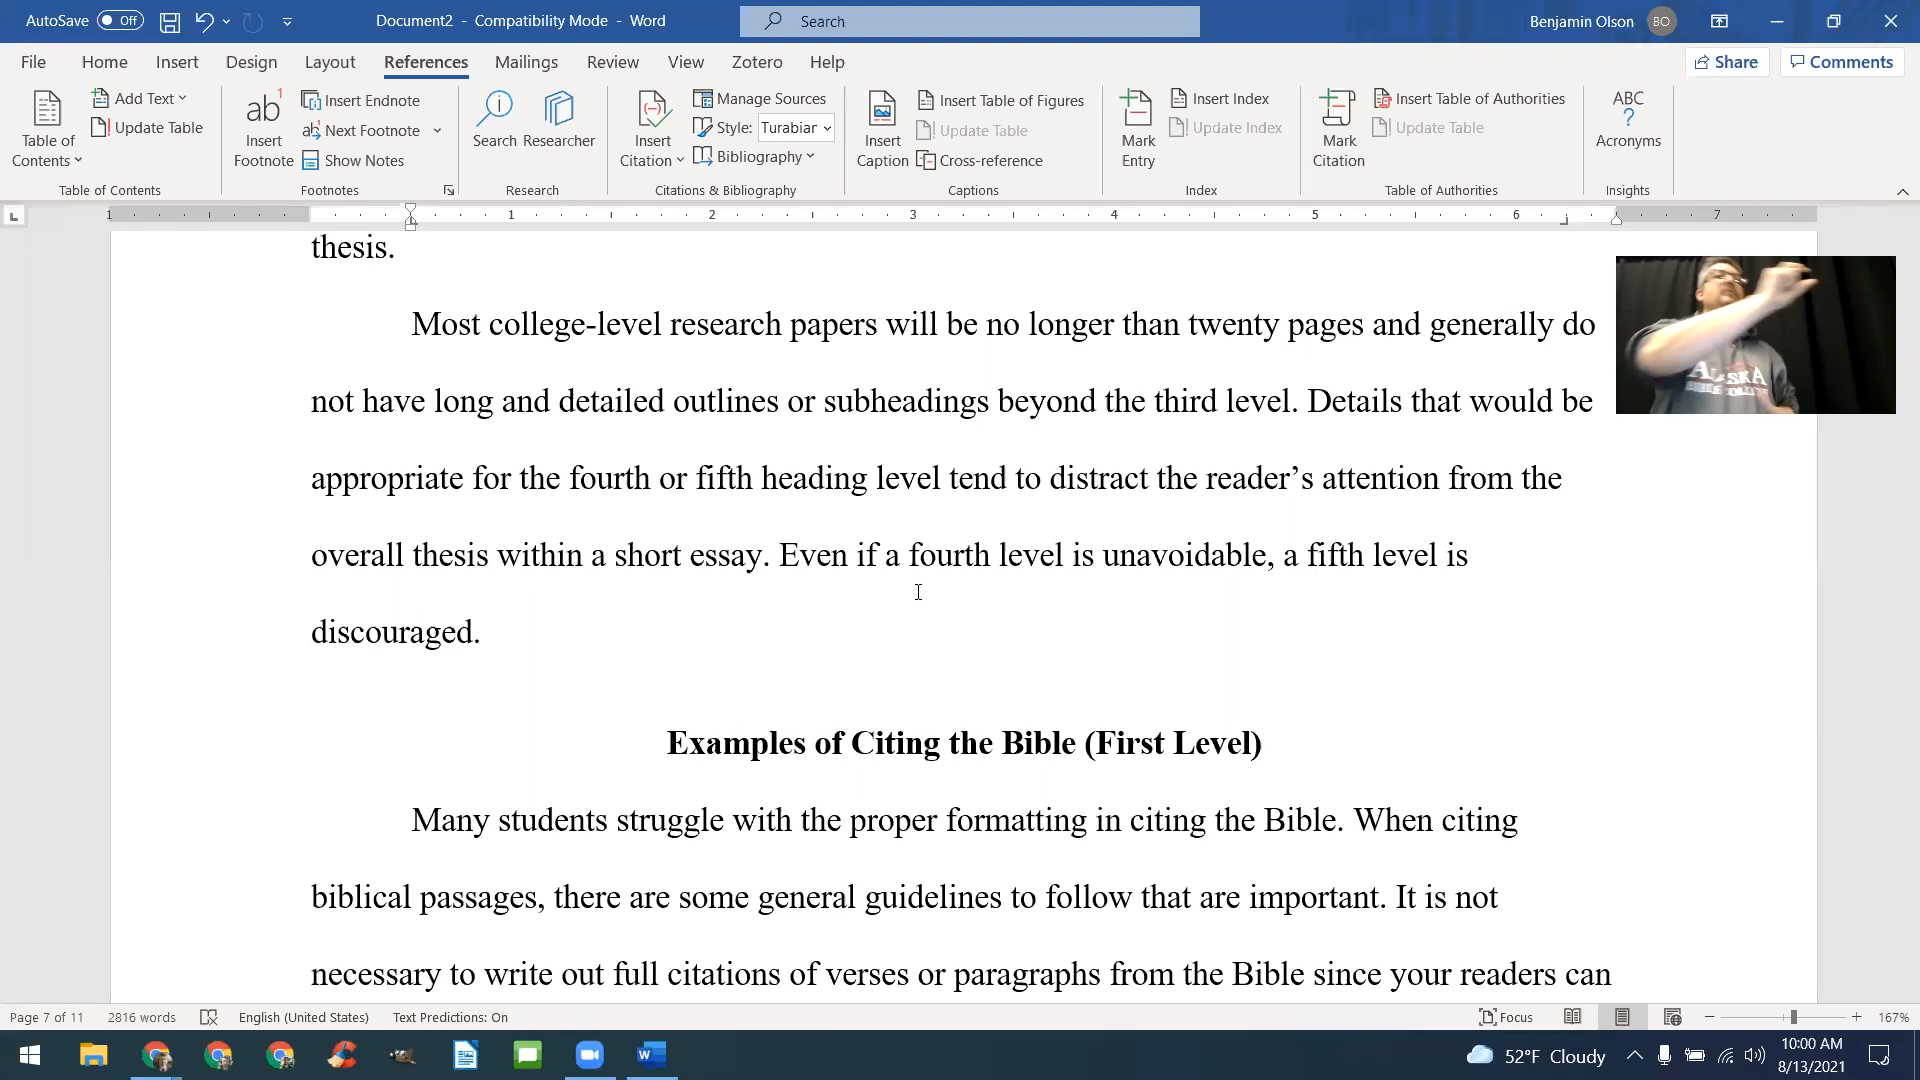 AutoSave Off Document2 - Compatibility Mode - Word Search Benjamin Olson BO
File Home Insert Design Layout References Mailings Review View Zotero Help Share Comments
Table of Contents
Add Text
Update Table
Table of Contents
ab 1
Insert Footnote
Insert Endnote
Next Footnote
Show Notes
Footnotes
Search
Researcher
Research
Insert Citation
Manage Sources
Style: Turabiar
Bibliography
Citations & Bibliography
Insert Caption
Insert Table of Figures
Update Table
Cross-reference
Captions
Mark Entry
Insert Index
Update Index
Index
Mark Citation
Insert Table of Authorities
Update Table
Table of Authorities
ABC
?
Acronyms
Insights
1 1 2 3 4 5 6 7
thesis.
Most college-level research papers will be no longer than twenty pages and generally do
not have long and detailed outlines or subheadings beyond the third level. Details that would be
appropriate for the fourth or fifth heading level tend to distract the reader’s attention from the
overall thesis within a short essay. Even if a fourth level is unavoidable, a fifth level is
discouraged.
Examples of Citing the Bible (First Level)
Many students struggle with the proper formatting in citing the Bible. When citing
biblical passages, there are some general guidelines to follow that are important. It is not
necessary to write out full citations of verses or paragraphs from the Bible since your readers can
Page 7 of 11 2816 words English (United States) Text Predictions: On Focus 167%
52°F Cloudy 10:00 AM
8/13/2021